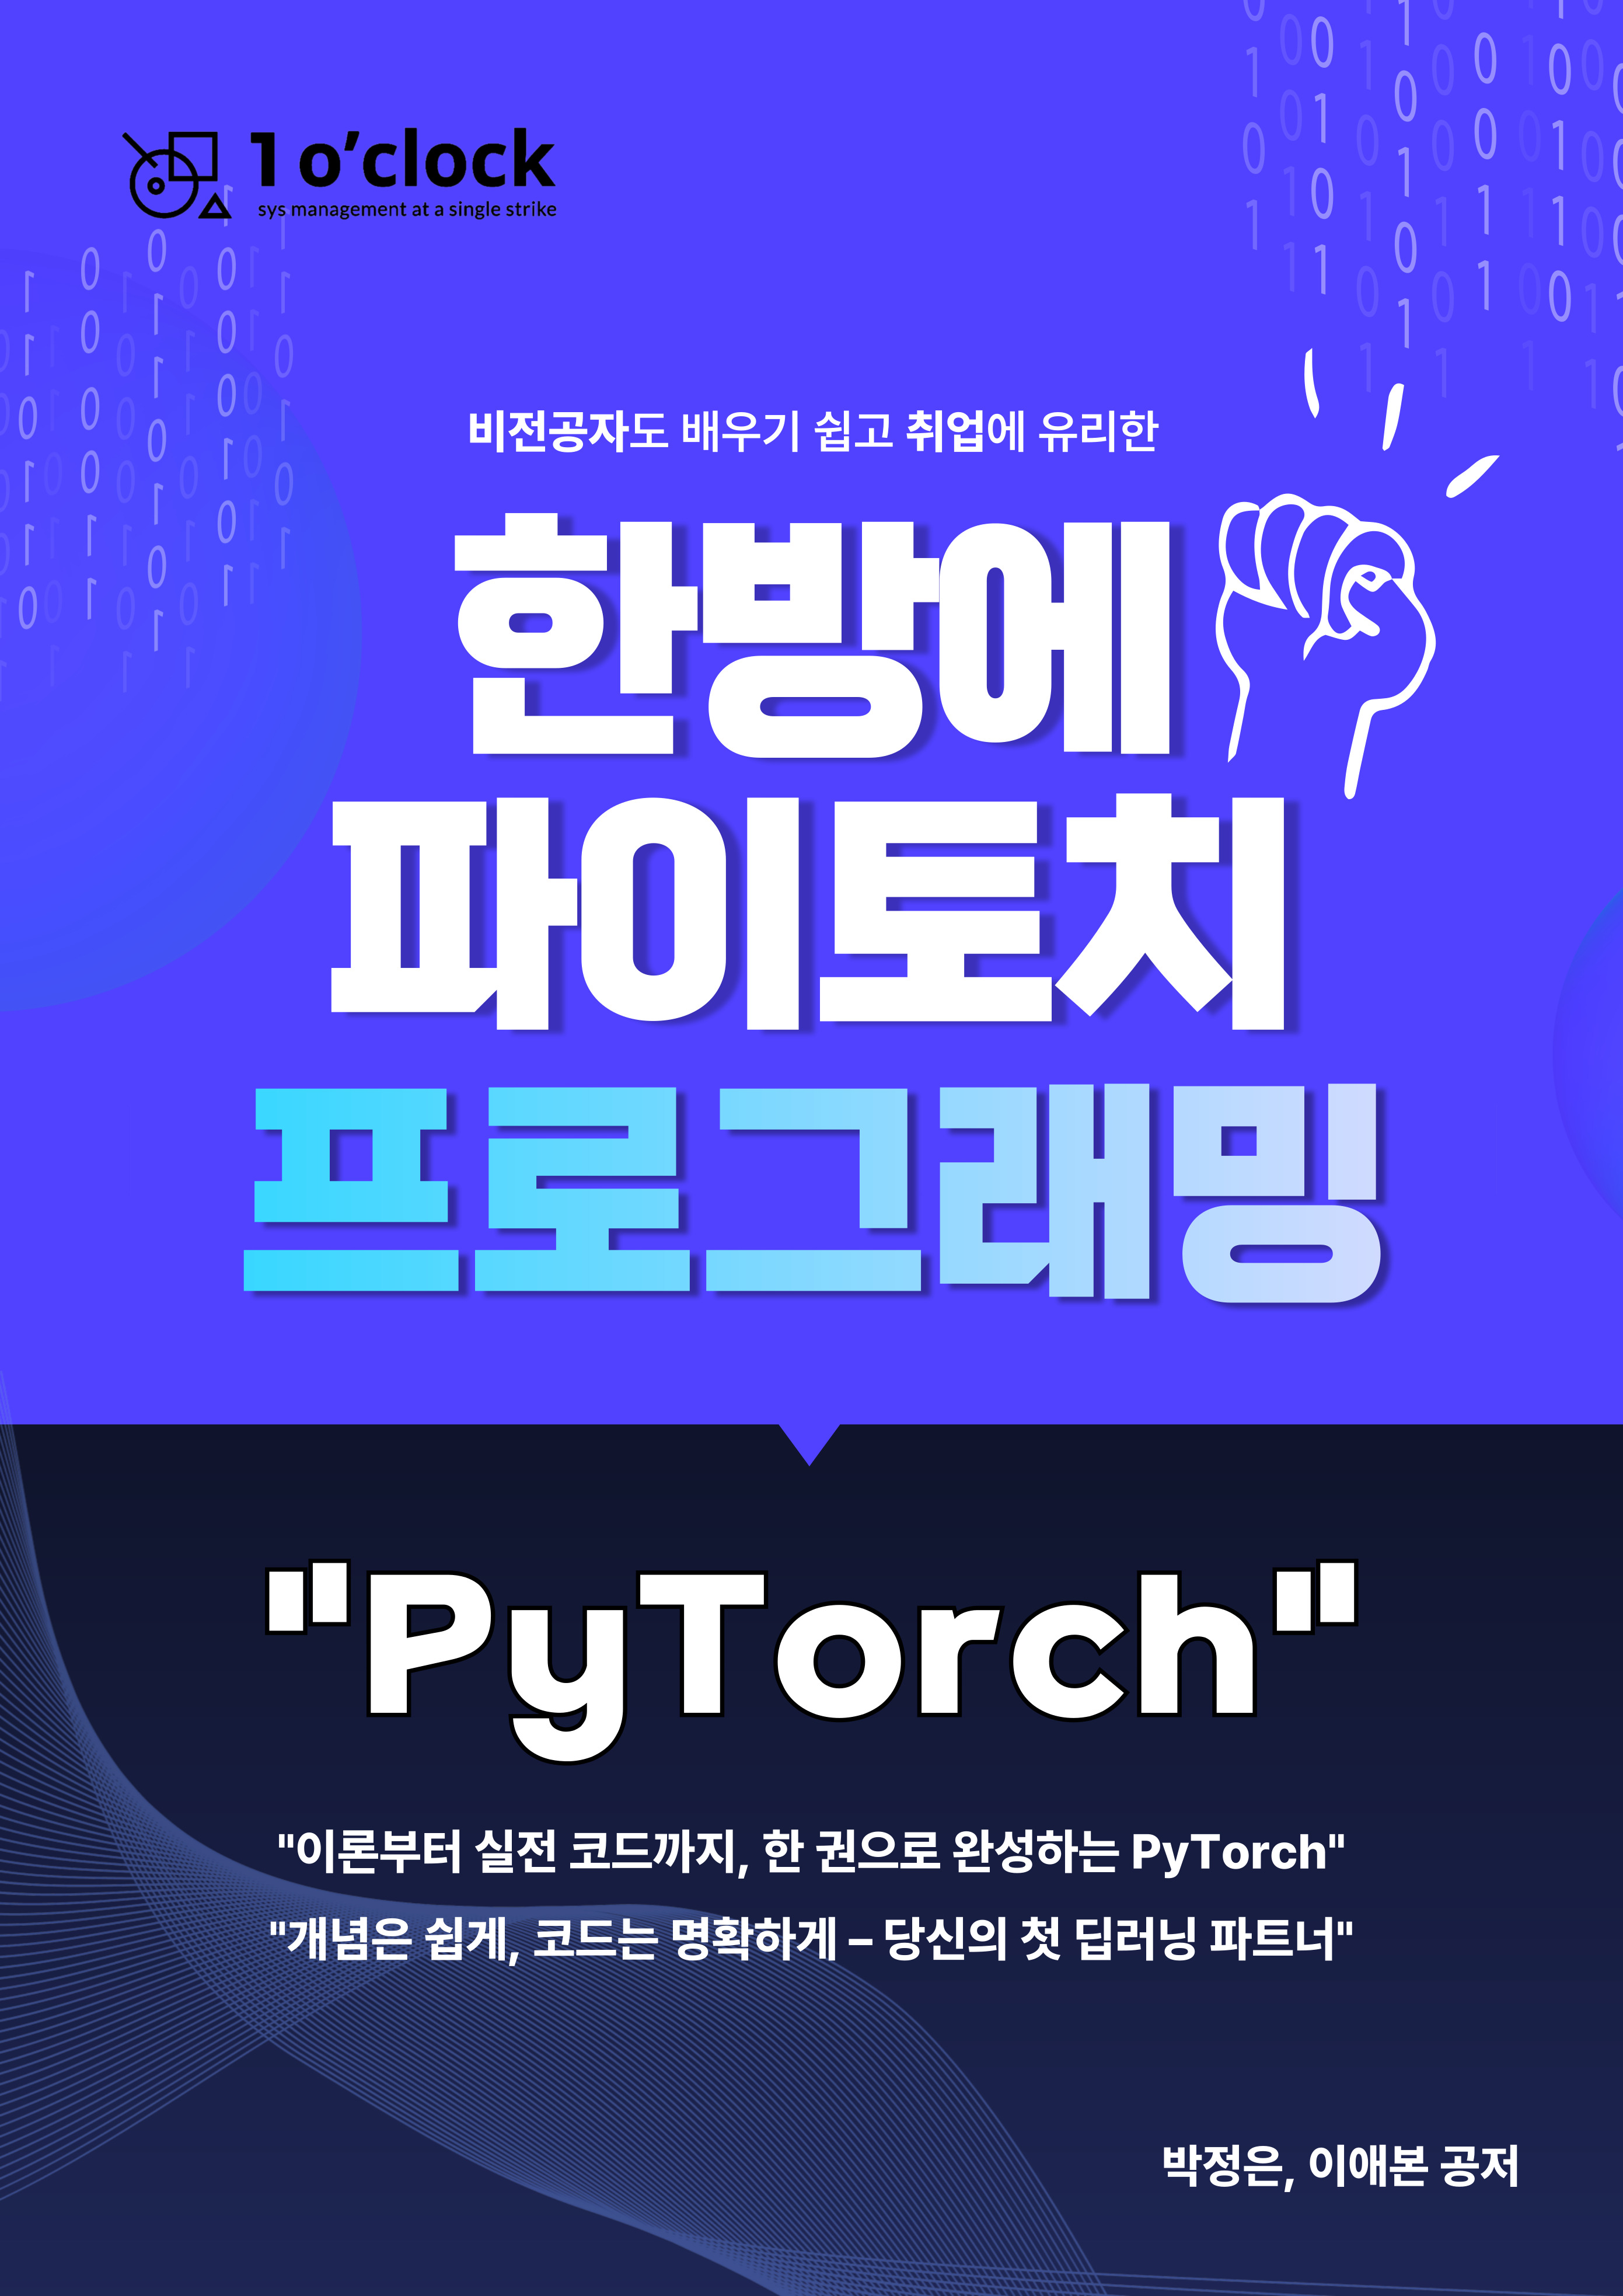 1 o'clock
sys management at a single strike
비전공자도 배우기 쉽고 취업에 유리한
한방에
파이토치
프로그래밍
"PyTorch"
"이론부터 실전 코드까지, 한 권으로 완성하는 PyTorch"
"개념은 쉽게, 코드는 명확하게 – 당신의 첫 딥러닝 파트너"
박정은, 이애본 공저